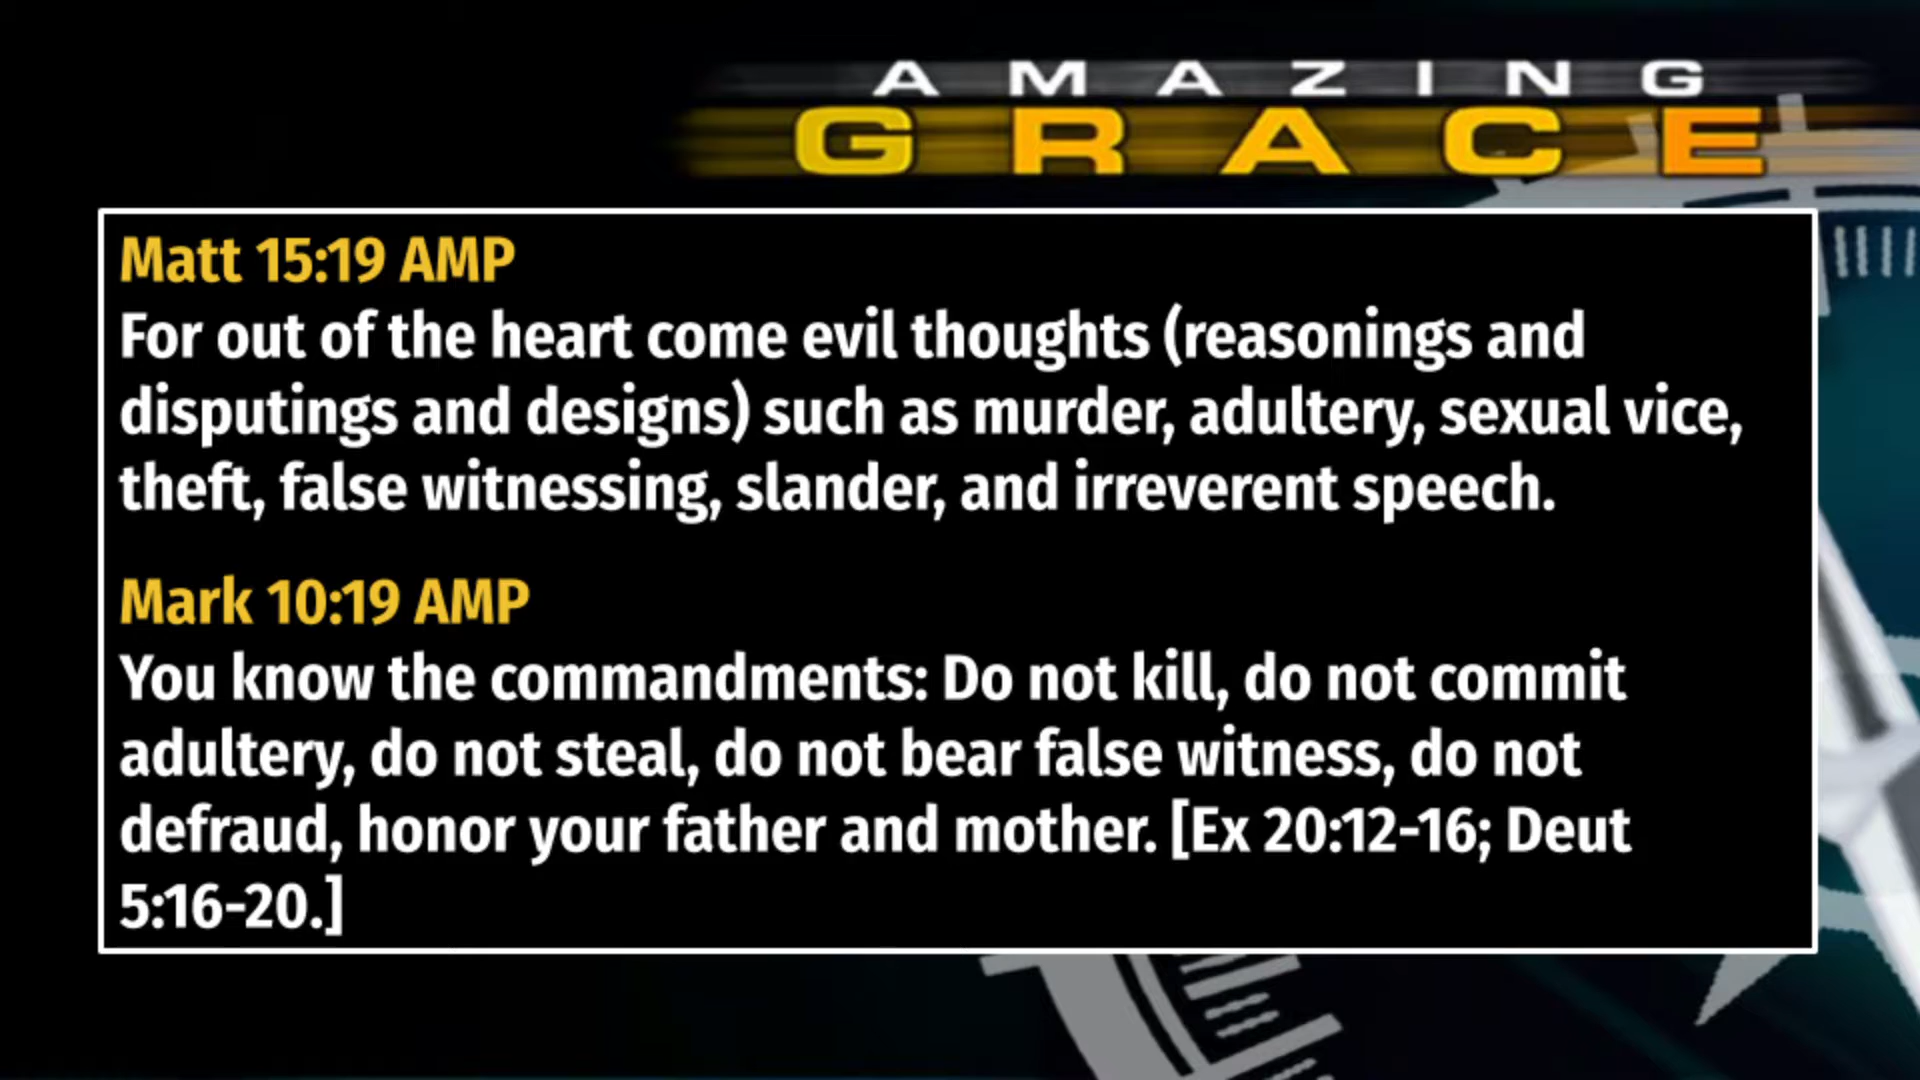 AMAZING
GRACE
Matt 15:19 AMP
For out of the heart come evil thoughts (reasonings and
disputings and designs) such as murder, adultery, sexual vice,
theft, false witnessing, slander, and irreverent speech.
Mark 10:19 AMP
You know the commandments: Do not kill, do not commit
adultery, do not steal, do not bear false witness, do not
defraud, honor your father and mother. [Ex 20:12-16; Deut
5:16-20.]